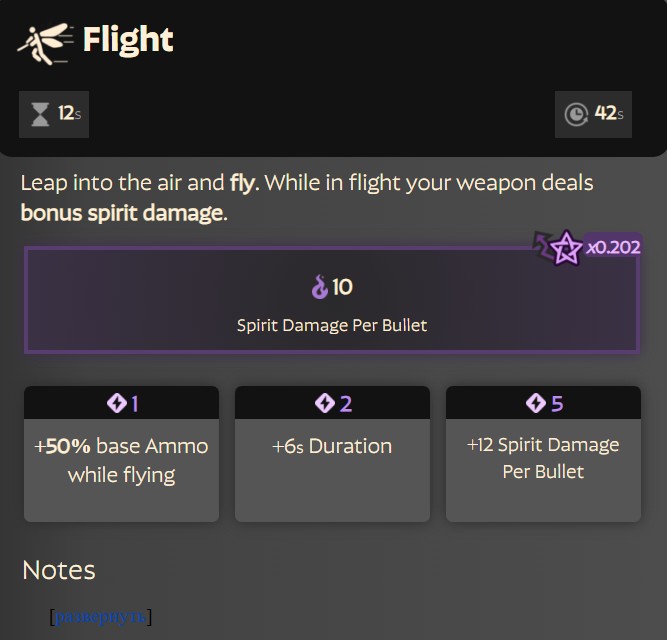 Flight
12s
42s
Leap into the air and fly. While in flight your weapon deals
bonus spirit damage.
x0.202
10
Spirit Damage Per Bullet
1
2
5
+50% base Ammo
while flying
+6s Duration
+12 Spirit Damage
Per Bullet
Notes
[развернуть]